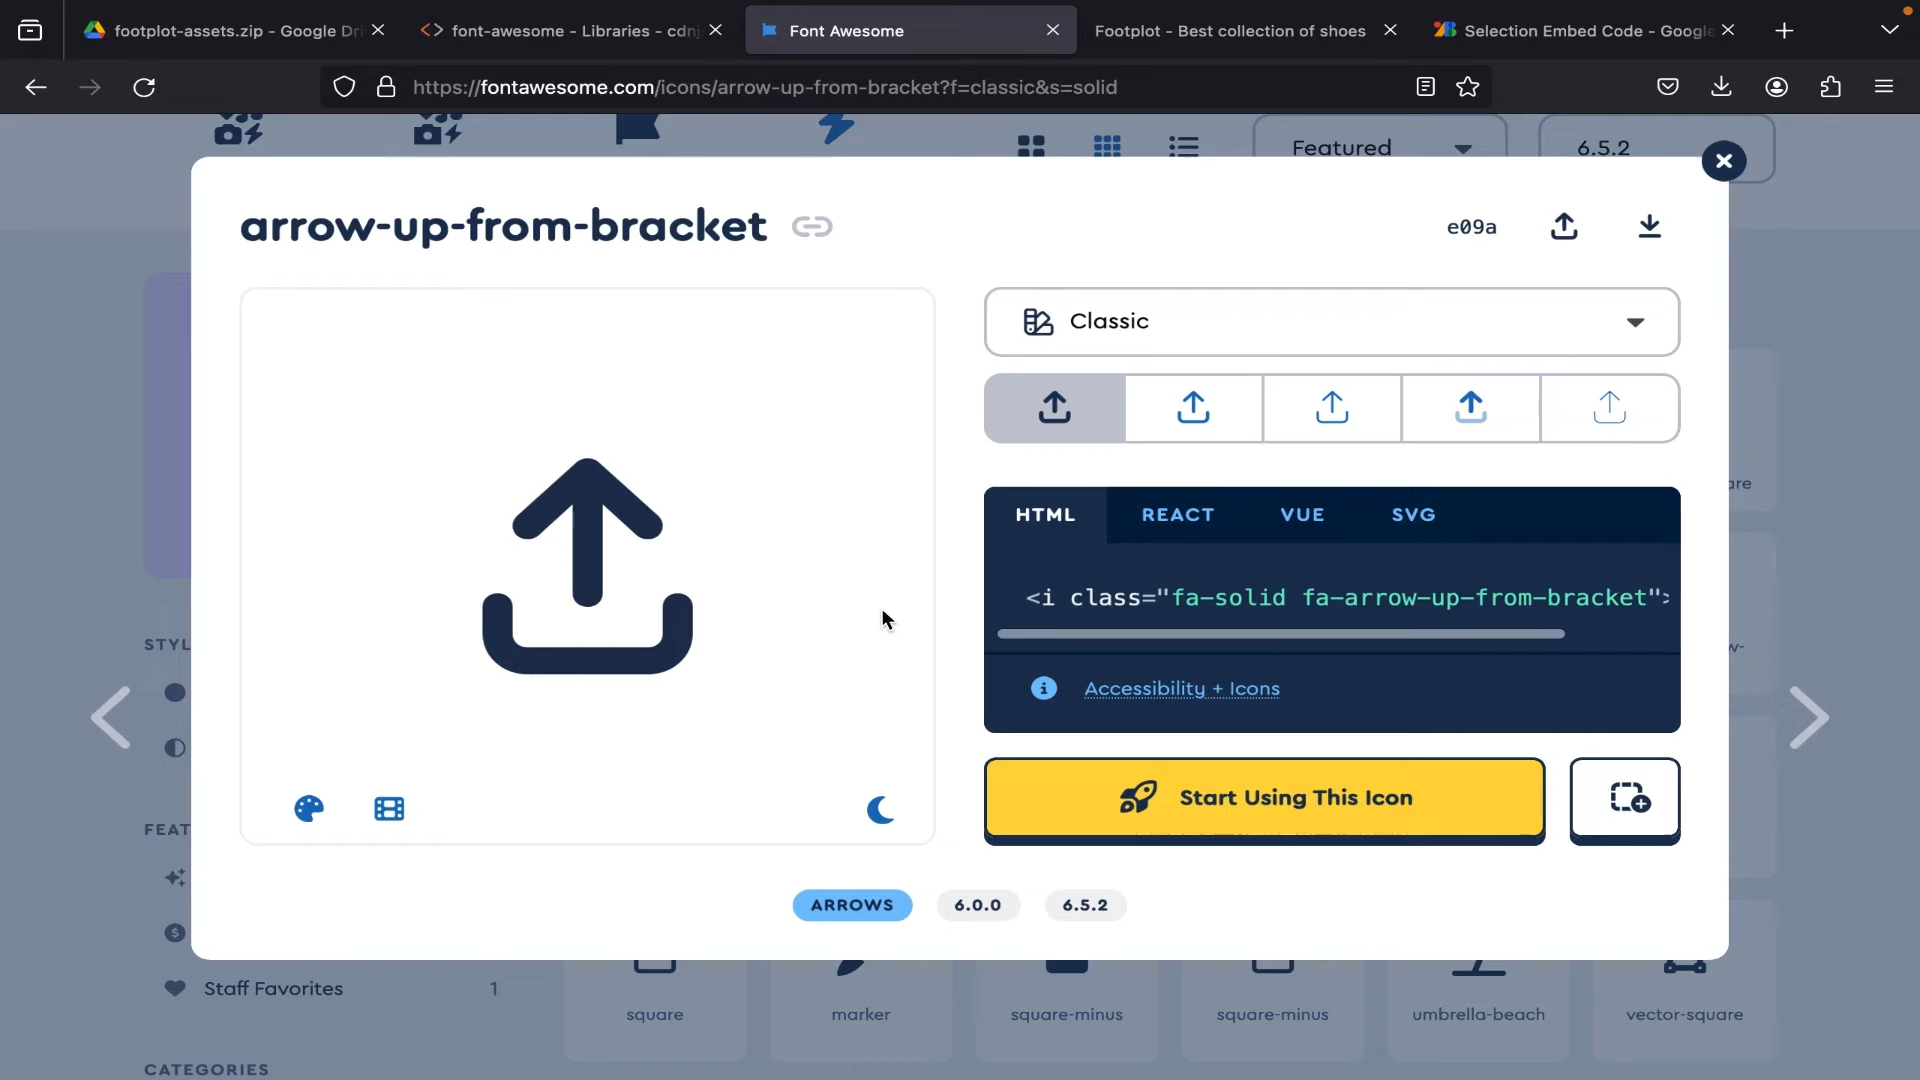 footplot-assets.zip - Google Dri
font-awesome - Libraries - cdnj
Font Awesome
Footplot - Best collection of shoes
Selection Embed Code - Google
https://fontawesome.com/icons/arrow-up-from-bracket?f=classic&s=solid
Featured
6.5.2
arrow-up-from-bracket
e09a
Classic
HTML
REACT
VUE
SVG
<i class="fa-solid fa-arrow-up-from-bracket">
Accessibility + Icons
Start Using This Icon
ARROWS
6.0.0
6.5.2
STYL
FEAT
Staff Favorites
1
CATEGORIES
are
w-
square
marker
square-minus
square-minus
umbrella-beach
vector-square